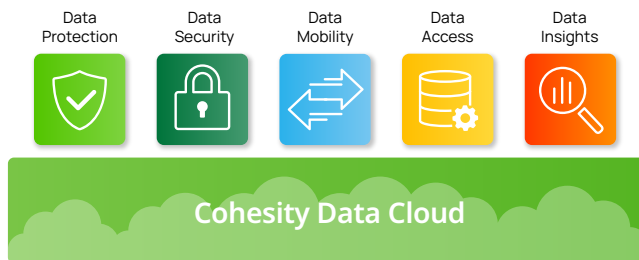 Data
Protection
Data
Security
Data
Mobility
Data
Access
Data
Insights
Cohesity Data Cloud